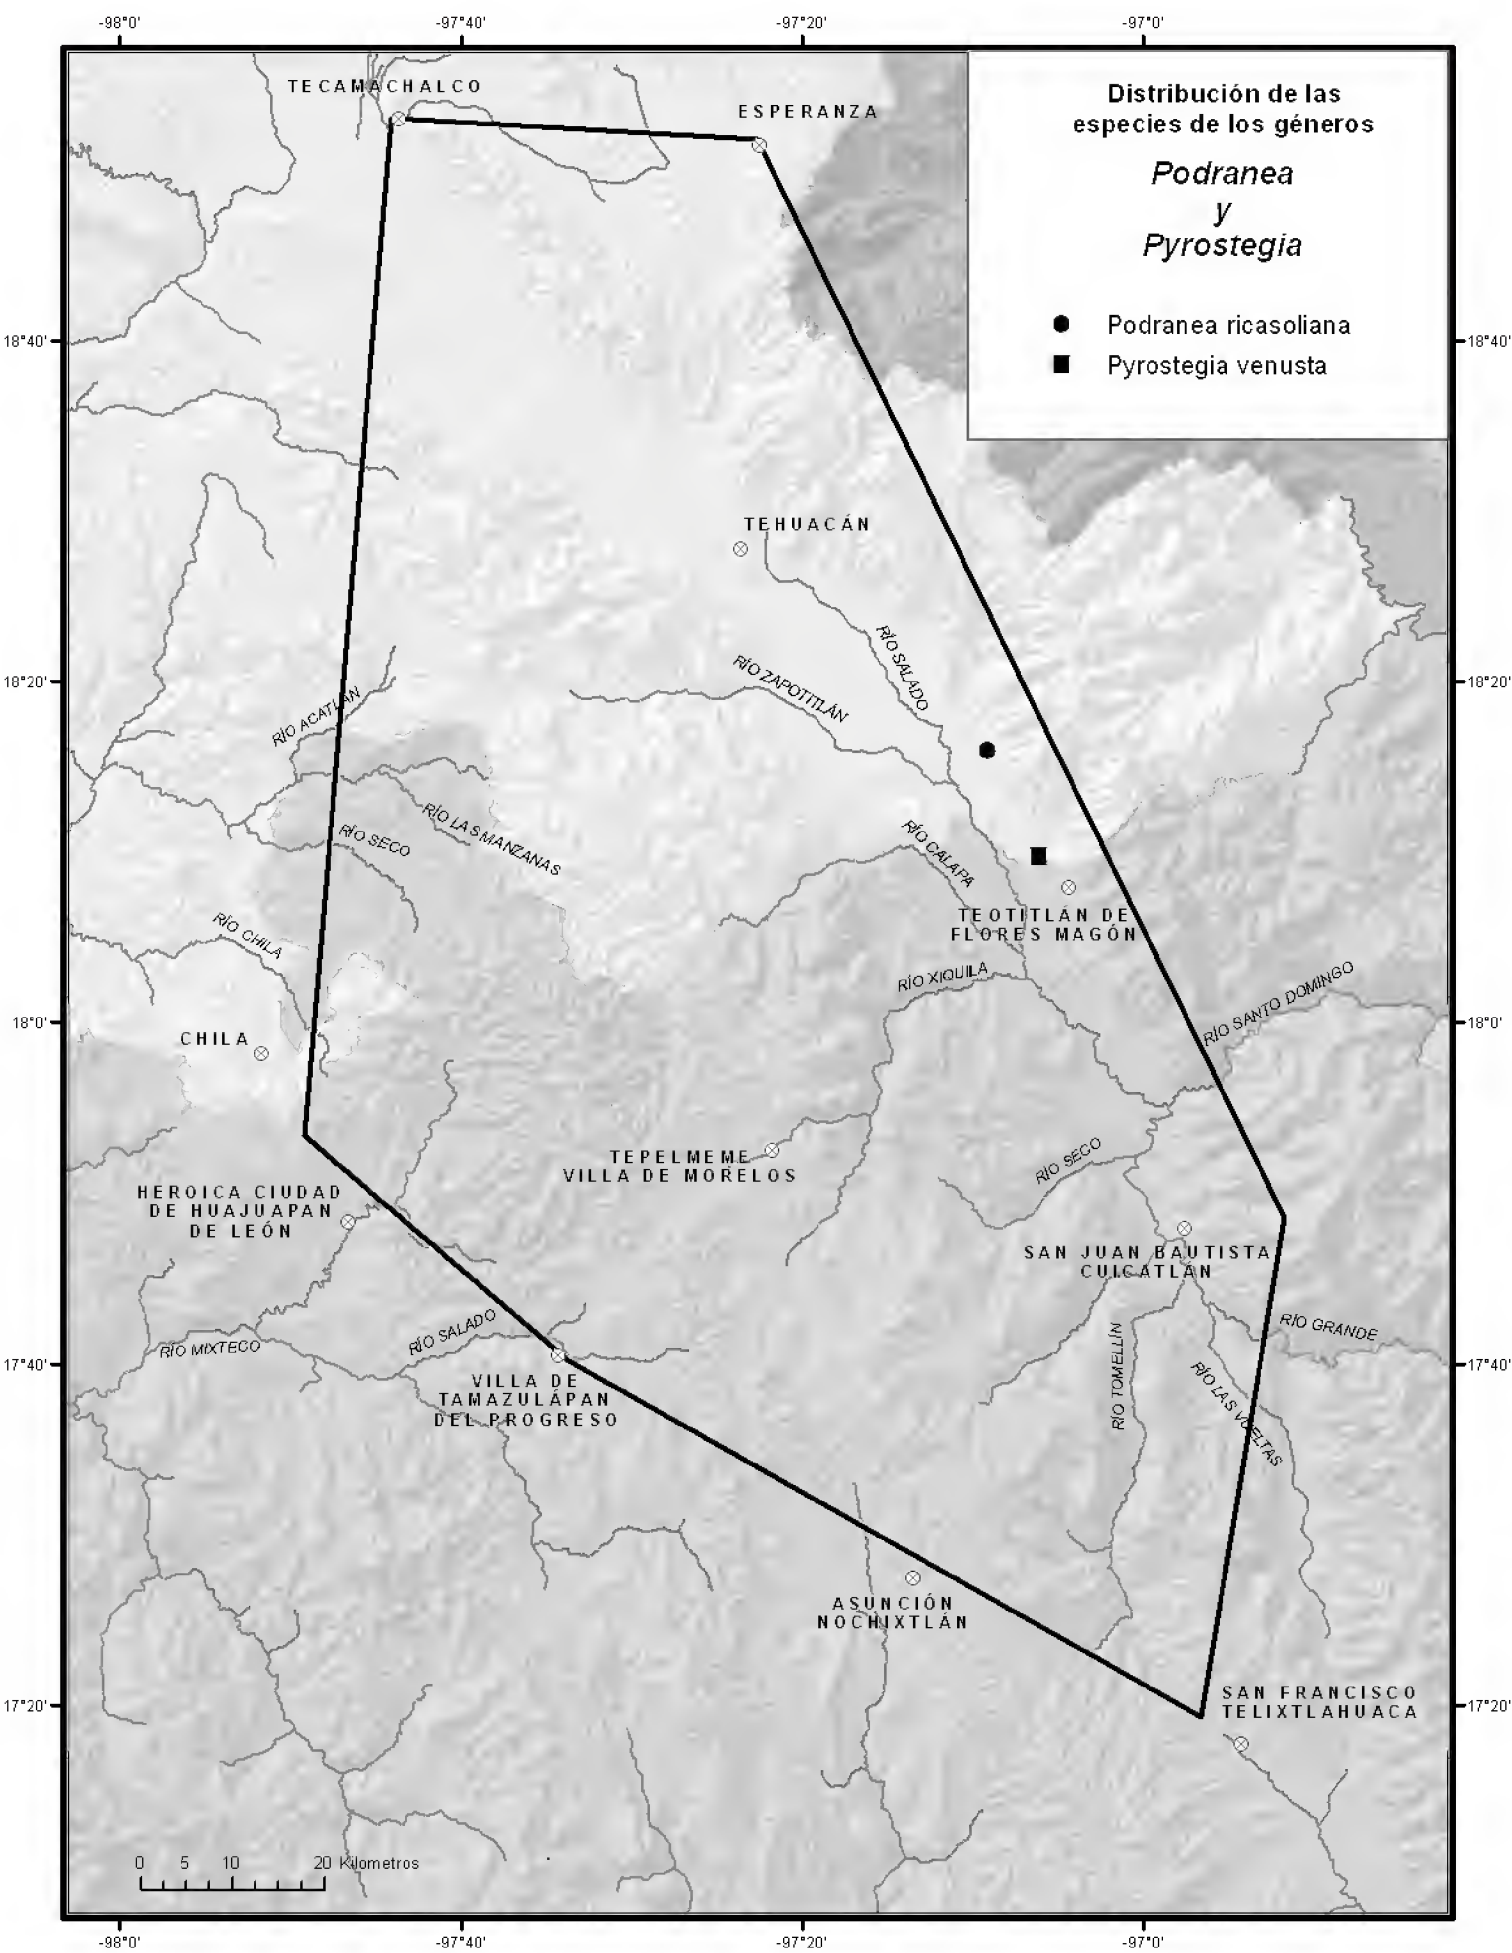 -98°0'
-97°40'
-97°20'
-97°0'
TECAMACHALCO
ESPERANZA
Distribución de las
especies de los géneros
Podranea
y
Pyrostegia
Podranea ricasoliana
Pyrostegia venusta
18°40'
18°40'
TEHUACÁN
RÍO SALADO
RÍO ZAPOTITLÁN
18°20'
18°20'
RÍO ACATLÁN
RÍO LAS MANZANAS
RÍO SECO
RÍO CALAPA
TEOTITLÁN DE
FLORES MAGÓN
RÍO CHILA
RÍO XIQUILA
RÍO SANTO DOMINGO
18°0'
18°0'
CHILA
TEPELMEME
VILLA DE MORELOS
RÍO SECO
HEROICA CIUDAD
DE HUAJUAPAN
DE LEÓN
SAN JUAN BAUTISTA
CUICATLÁN
RÍO GRANDE
RÍO SALADO
RÍO MIXTECO
17°40'
17°40'
RÍO TOMELLÍN
RÍO LAS VUELTAS
VILLA DE
TAMAZULÁPAN
DEL PROGRESO
ASUNCIÓN
NOCHIXTLÁN
17°20'
17°20'
SAN FRANCISCO
TELIXTLAHUACA
0 5 10 20 Kilometros
-98°0'
-97°40'
-97°20'
-97°0'